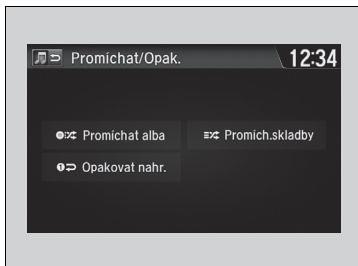 Promíchat/Opak. 12:34
Promíchat alba Promích.skladby
Opakovat nahr.